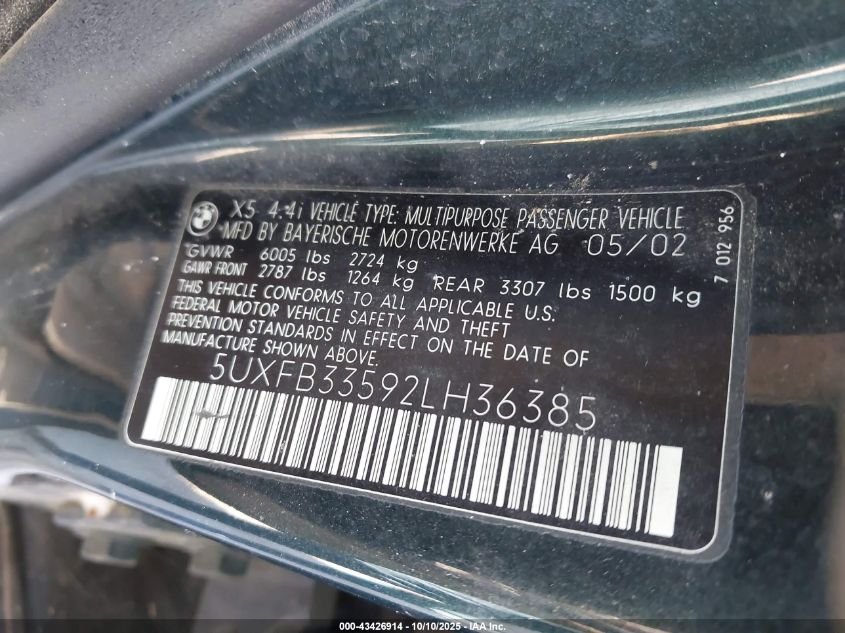 X5 4.4i VEHICLE TYPE: MULTIPURPOSE PASSENGER VEHICLE
MFD BY BAYERISCHE MOTORENWERKE AG 05/02
GVWR 6005 lbs 2724 kg
GAWR FRONT 2787 lbs 1264 kg REAR 3307 lbs 1500 kg
THIS VEHICLE CONFORMS TO ALL APPLICABLE U.S.
FEDERAL MOTOR VEHICLE SAFETY AND THEFT
PREVENTION STANDARDS IN EFFECT ON THE DATE OF
MANUFACTURE SHOWN ABOVE.
5UXFB33592LH36385
7 012 956
000-43426914 - 10/10/2025 - IAA Inc.